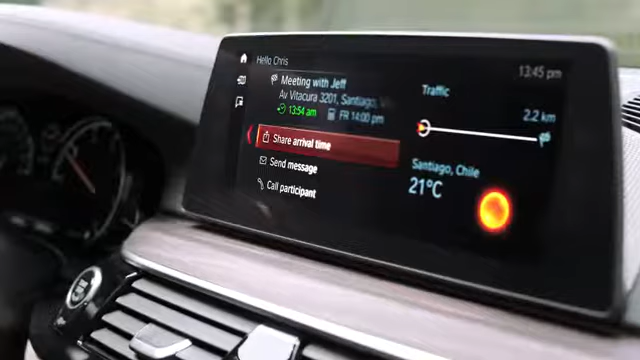 Hello Chris
13:45 pm
Meeting with Jeff
Av Vitacura 3201, Santiago,
13:54 am
FR 14:00 pm
Share arrival time
Send message
Call participant
Traffic
2.2 km
Santiago, Chile
21°C